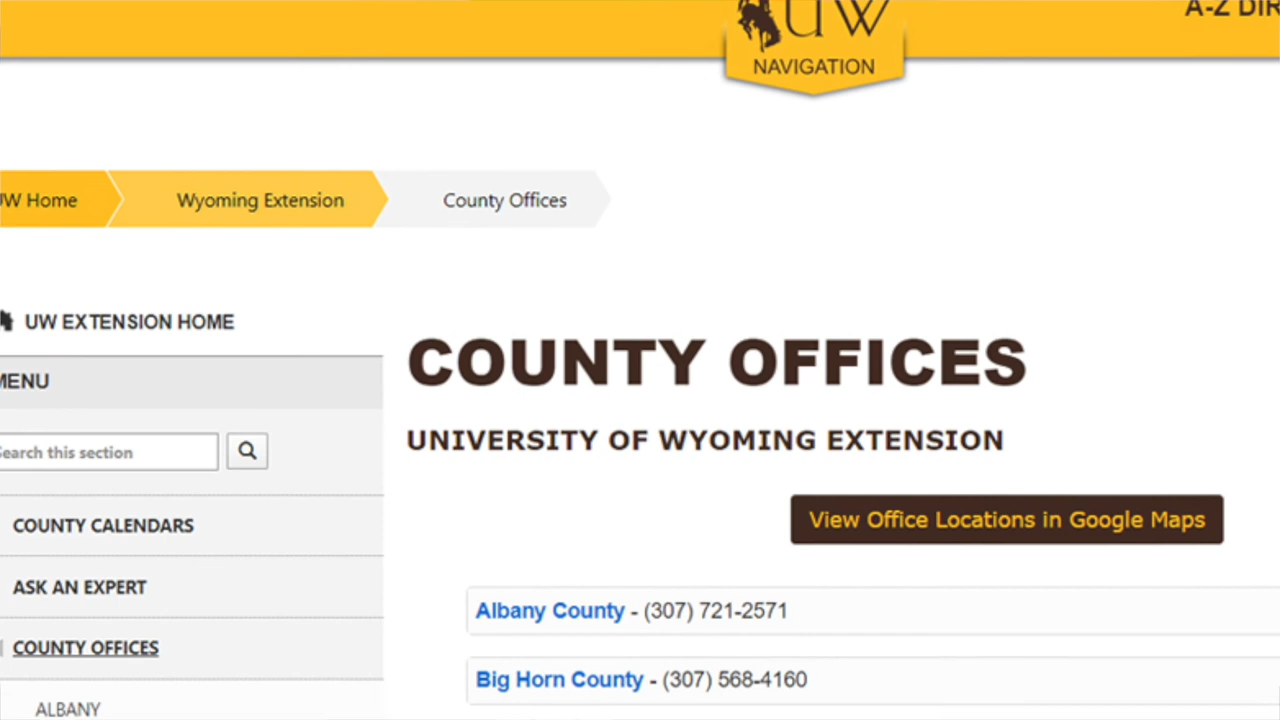 A-Z DIR
UW
NAVIGATION
UW Home
Wyoming Extension
County Offices
UW EXTENSION HOME
MENU
Search this section
COUNTY CALENDARS
ASK AN EXPERT
COUNTY OFFICES
ALBANY
COUNTY OFFICES
UNIVERSITY OF WYOMING EXTENSION
View Office Locations in Google Maps
Albany County - (307) 721-2571
Big Horn County - (307) 568-4160